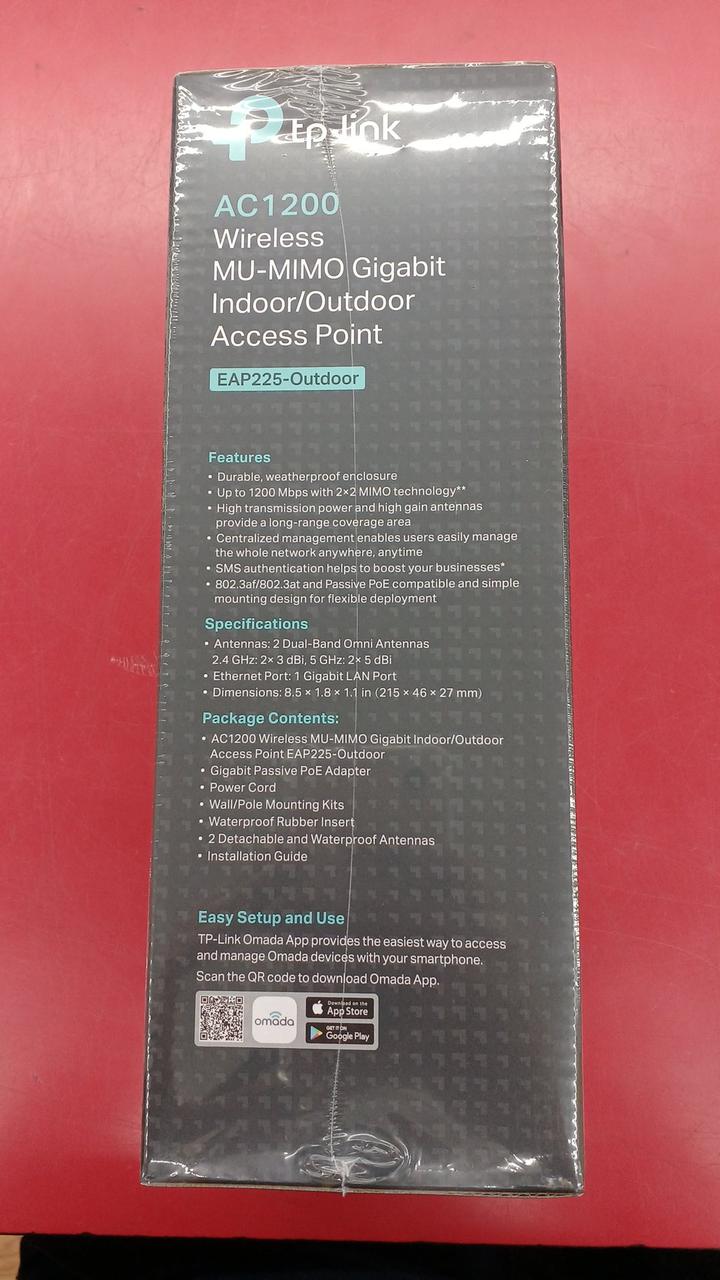 tp-link
AC1200
Wireless
MU-MIMO Gigabit
Indoor/Outdoor
Access Point
EAP225-Outdoor
Features
• Durable, weatherproof enclosure
• Up to 1200 Mbps with 2×2 MIMO technology**
• High transmission power and high gain antennas
provide a long-range coverage area
• Centralized management enables users easily manage
the whole network anywhere, anytime
• SMS authentication helps to boost your businesses*
• 802.3af/802.3at and Passive PoE compatible and simple
mounting design for flexible deployment
Specifications
• Antennas: 2 Dual-Band Omni Antennas
2.4 GHz: 2× 3 dBi, 5 GHz: 2× 5 dBi
• Ethernet Port: 1 Gigabit LAN Port
• Dimensions: 8.5 × 1.8 × 1.1 in (215 × 46 × 27 mm)
Package Contents:
• AC1200 Wireless MU-MIMO Gigabit Indoor/Outdoor
Access Point EAP225-Outdoor
• Gigabit Passive PoE Adapter
• Power Cord
• Wall/Pole Mounting Kits
• Waterproof Rubber Insert
• 2 Detachable and Waterproof Antennas
• Installation Guide
Easy Setup and Use
TP-Link Omada App provides the easiest way to access
and manage Omada devices with your smartphone.
Scan the QR code to download Omada App.
omada
Download on the
App Store
GET IT ON
Google Play